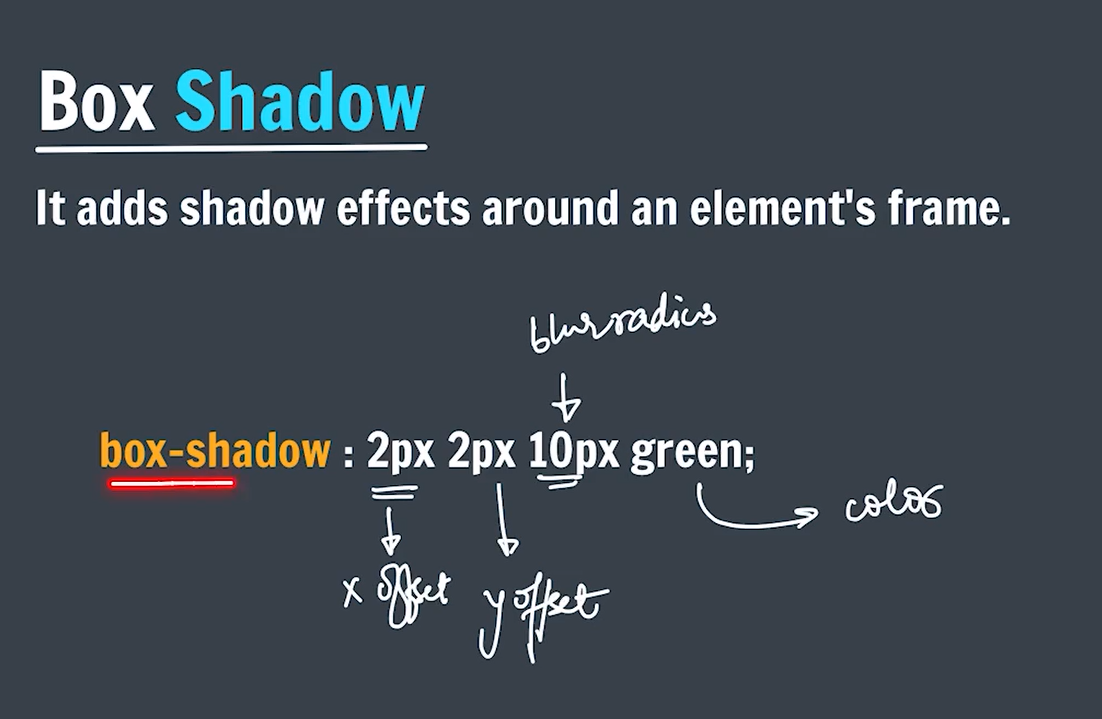 Box Shadow
It adds shadow effects around an element's frame.
blur radius
box-shadow : 2px 2px 10px green;
color
x offset y offset